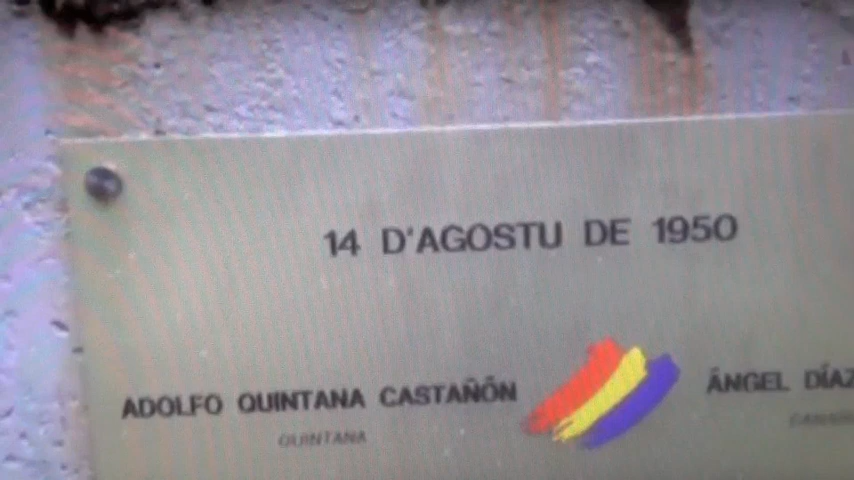 14 D'AGOSTU DE 1950
ADOLFO QUINTANA CASTAÑÓN
QUINTANA
ÁNGEL DÍAZ